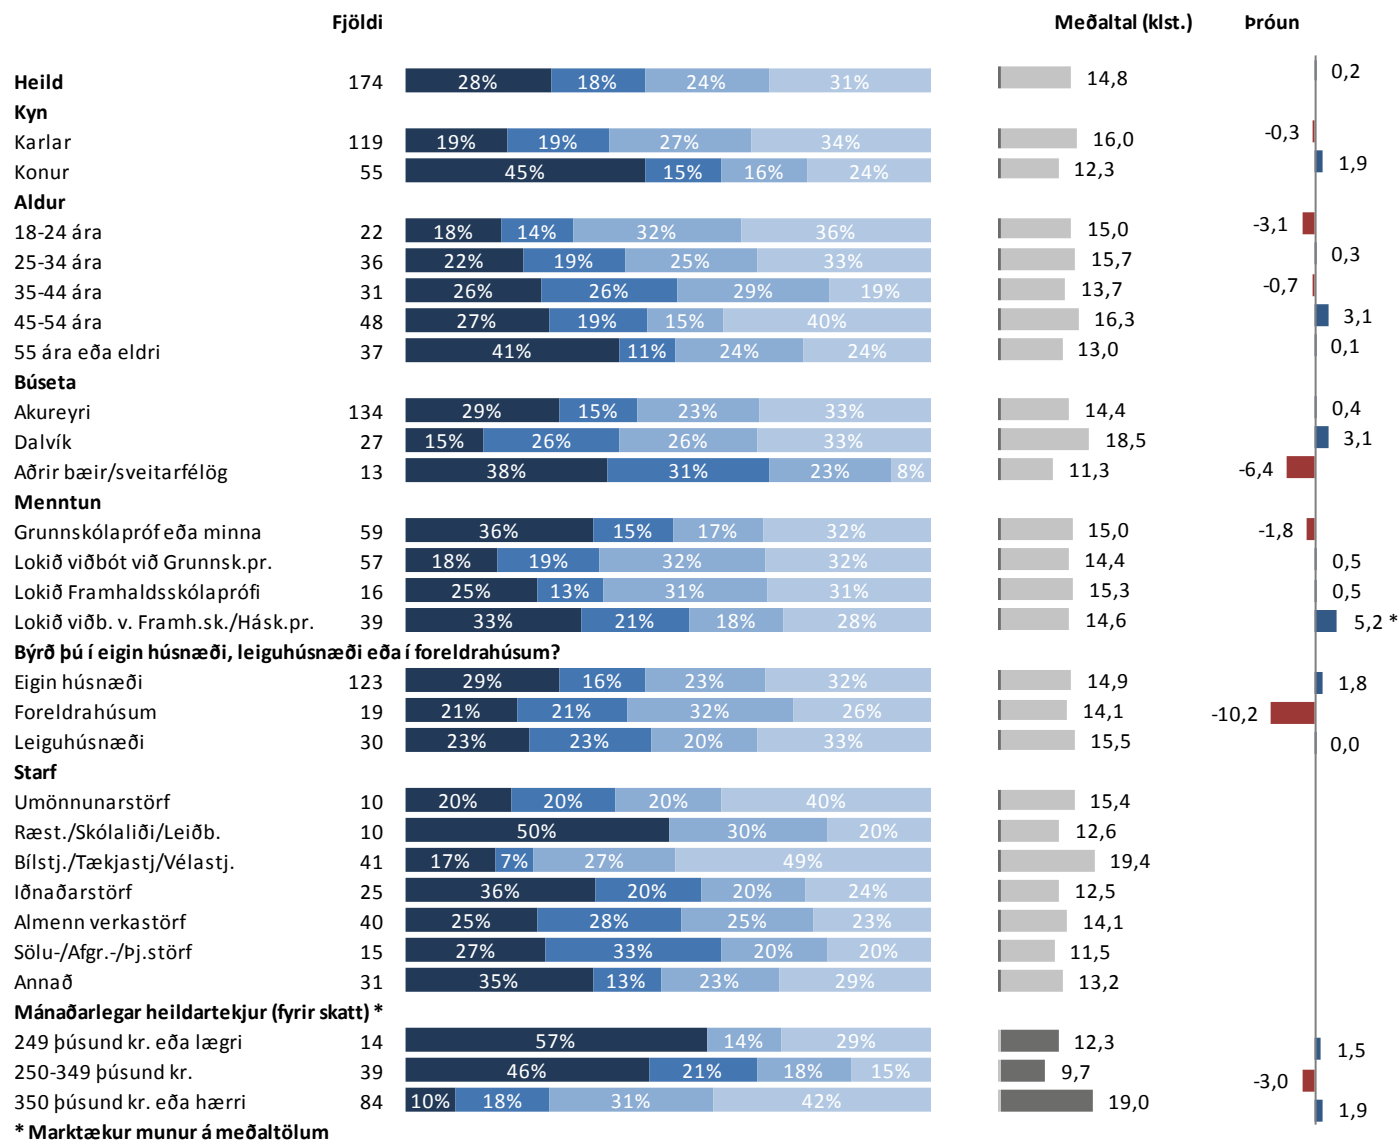 Fjöldi Meðaltal (klst.) Þróun
Heild 174 28% 18% 24% 31% 14,8 0,2
Kyn
Karlar 119 19% 19% 27% 34% 16,0 -0,3
Konur 55 45% 15% 16% 24% 12,3 1,9
Aldur
18-24 ára 22 18% 14% 32% 36% 15,0 -3,1
25-34 ára 36 22% 19% 25% 33% 15,7 0,3
35-44 ára 31 26% 26% 29% 19% 13,7 -0,7
45-54 ára 48 27% 19% 15% 40% 16,3 3,1
55 ára eða eldri 37 41% 11% 24% 24% 13,0 0,1
Búseta
Akureyri 134 29% 15% 23% 33% 14,4 0,4
Dalvík 27 15% 26% 26% 33% 18,5 3,1
Aðrir bæir/sveitarfélög 13 38% 31% 23% 8% 11,3 -6,4
Menntun
Grunnskólapróf eða minna 59 36% 15% 17% 32% 15,0 -1,8
Lokið viðbót við Grunnsk.pr. 57 18% 19% 32% 32% 14,4 0,5
Lokið Framhaldsskólaprófi 16 25% 13% 31% 31% 15,3 0,5
Lokið viðb. v. Framh.sk./Hásk.pr. 39 33% 21% 18% 28% 14,6 5,2 *
Býrð þú í eigin húsnæði, leiguhúsnæði eða í foreldrahúsum?
Eigin húsnæði 123 29% 16% 23% 32% 14,9 1,8
Foreldrahúsum 19 21% 21% 32% 26% 14,1 -10,2
Leiguhúsnæði 30 23% 23% 20% 33% 15,5 0,0
Starf
Umönnunarstörf 10 20% 20% 20% 40% 15,4
Ræst./Skólaliði/Leiðb. 10 50% 30% 20% 12,6
Bílstj./Tækjastj/Vélastj. 41 17% 7% 27% 49% 19,4
Iðnaðarstörf 25 36% 20% 20% 24% 12,5
Almenn verkastörf 40 25% 28% 25% 23% 14,1
Sölu-/Afgr.-/Þj.störf 15 27% 33% 20% 20% 11,5
Annað 31 35% 13% 23% 29% 13,2
Mánaðarlegar heildartekjur (fyrir skatt) *
249 þúsund kr. eða lægri 14 57% 14% 29% 12,3 1,5
250-349 þúsund kr. 39 46% 21% 18% 15% 9,7 -3,0
350 þúsund kr. eða hærri 84 10% 18% 31% 42% 19,0 1,9
* Marktækur munur á meðaltölum